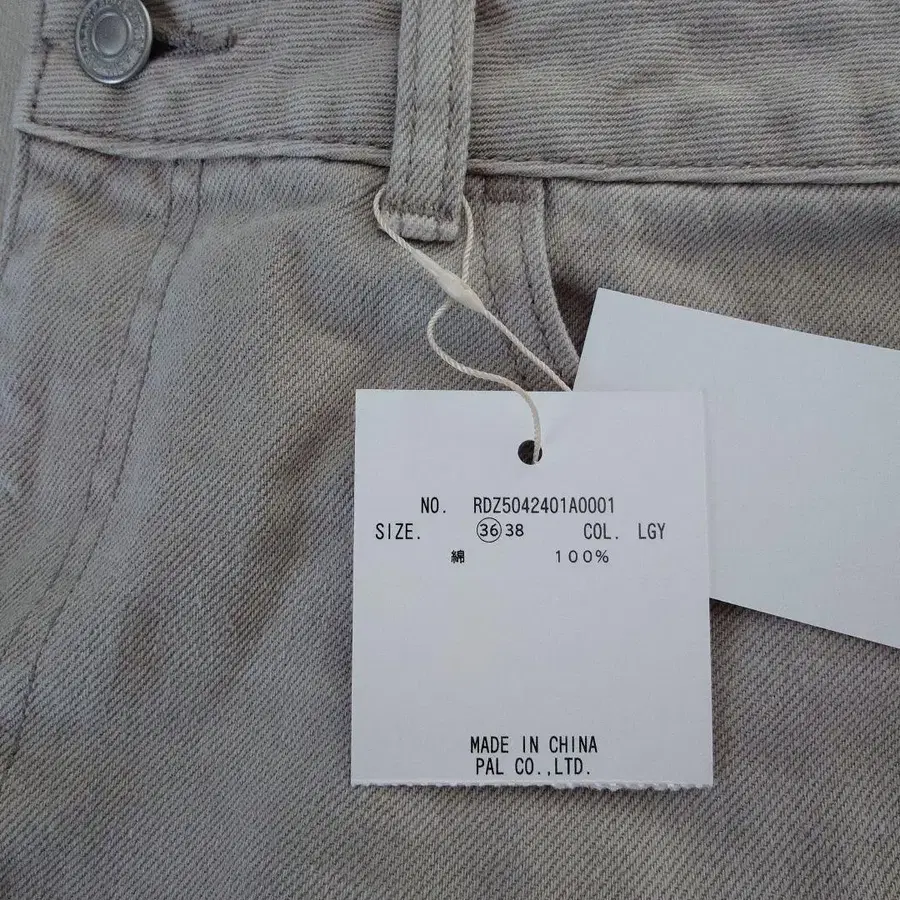 NO. RDZ5042401A0001
SIZE. 36 38 COL. LGY
綿 100%
MADE IN CHINA
PAL CO.,LTD.